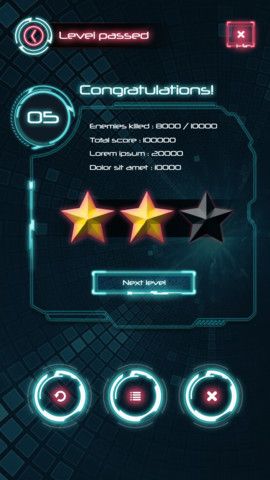 Level passed
Congratulations!
05
Enemies killed : 8000 / 10000
Total score : 100000
Lorem ipsum : 20000
Dolor sit amet : 10000
Next level